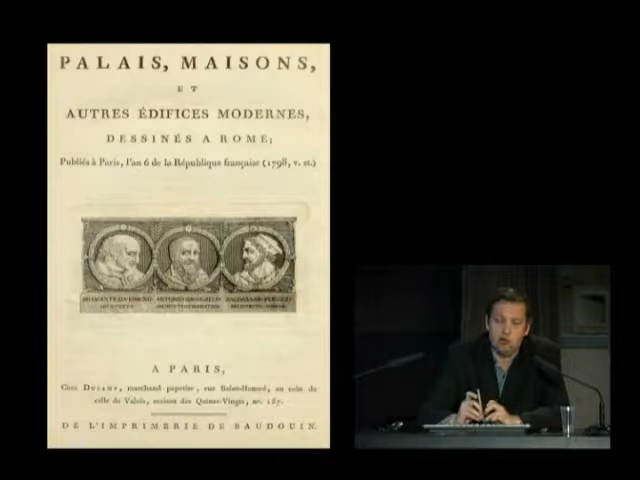 PALAIS, MAISONS,
ET
AUTRES ÉDIFICES MODERNES,
DESSINÉS A ROME;
Publiés à Paris, l'an 6 de la République française (1798, v. st.)
A PARIS,
Chez DUCAMP, marchand papetier, rue Saint-Honoré, au coin de
celle de Valois, maison des Quinze-Vingts, nº. 187.
DE L'IMPRIMERIE DE BAUDOUIN.